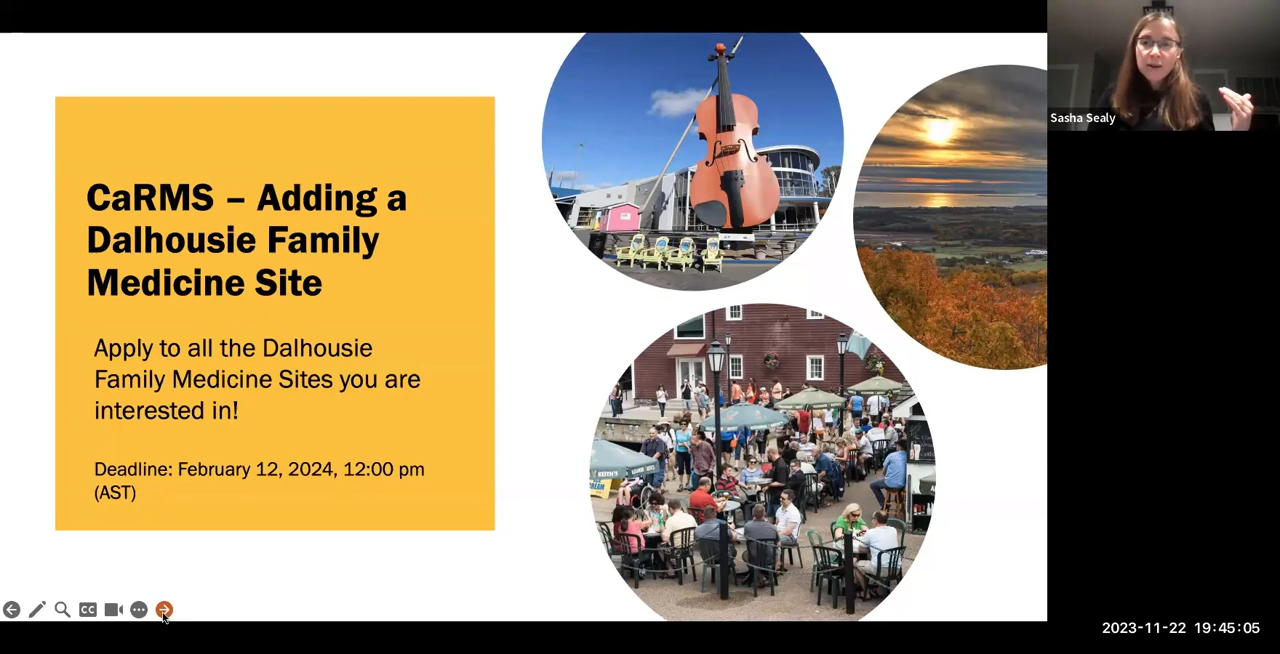 CaRMS – Adding a
Dalhousie Family
Medicine Site
Apply to all the Dalhousie
Family Medicine Sites you are
interested in!
Deadline: February 12, 2024, 12:00 pm
(AST)
Sasha Sealy
CC
2023-11-22 19:45:05